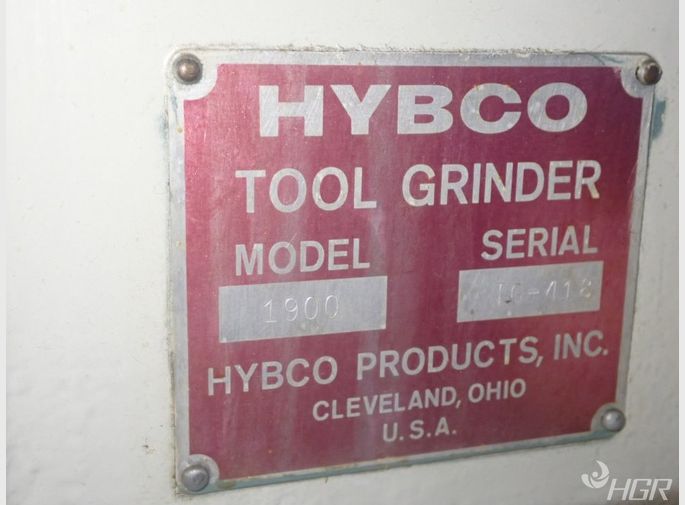 HYBCO
TOOL GRINDER
MODEL SERIAL
1900
HYBCO PRODUCTS, INC.
CLEVELAND, OHIO
U.S.A.
HGR